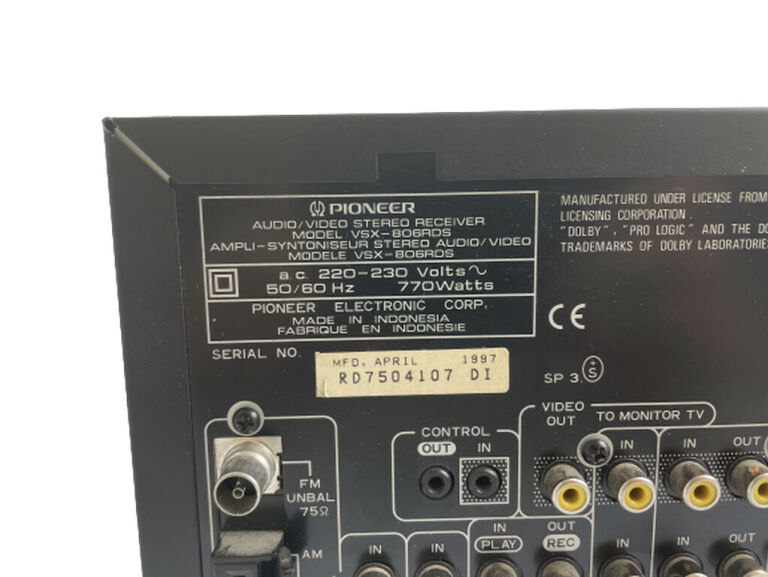 PIONEER
AUDIO/VIDEO STEREO RECEIVER
MODEL VSX-806RDS
AMPLI-SYNTONISEUR STEREO AUDIO/VIDEO
MODELE VSX-806RDS
a.c. 220-230 Volts~
50/60 Hz 770Watts
PIONEER ELECTRONIC CORP.
MADE IN INDONESIA
FABRIQUE EN INDONESIE
MANUFACTURED UNDER LICENSE FROM
LICENSING CORPORATION.
"DOLBY", "PRO LOGIC" AND THE DO
TRADEMARKS OF DOLBY LABORATORIE
CE
SERIAL NO.
MFD. APRIL 1997
RD7504107 DI
SP 3. S
VIDEO
OUT TO MONITOR TV
CONTROL
OUT IN
IN IN OUT
FM
UNBAL
75Ω
AM
IN OUT
PLAY REC
IN IN IN IN OUT